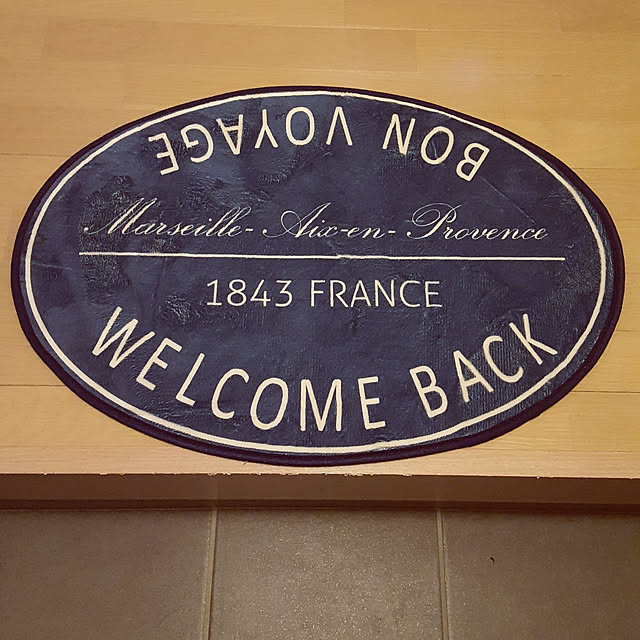 BON VOYAGE
Marseille-Aix-en-Provence
1843 FRANCE
WELCOME BACK